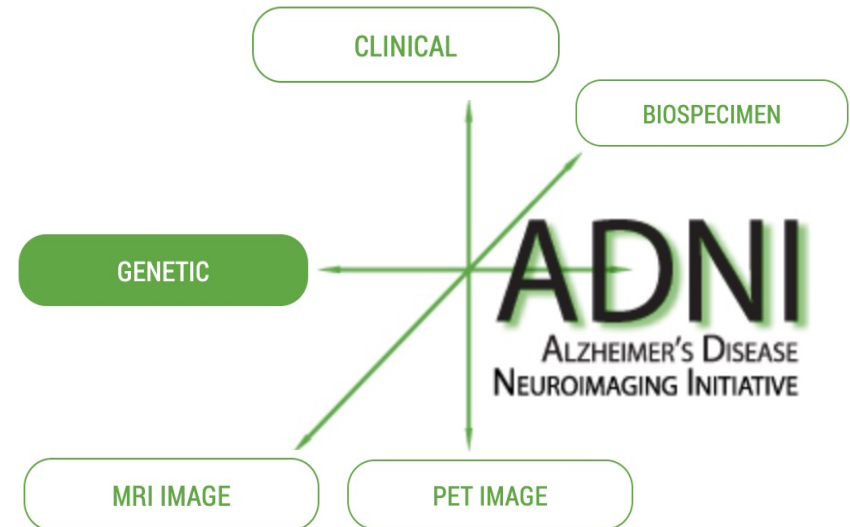 CLINICAL
BIOSPECIMEN
GENETIC
ADNI
ALZHEIMER'S DISEASE
NEUROIMAGING INITIATIVE
MRI IMAGE
PET IMAGE